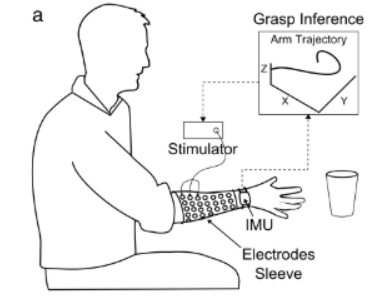 a
Grasp Inference
Arm Trajectory
Z
X
Y
Stimulator
IMU
Electrodes
Sleeve